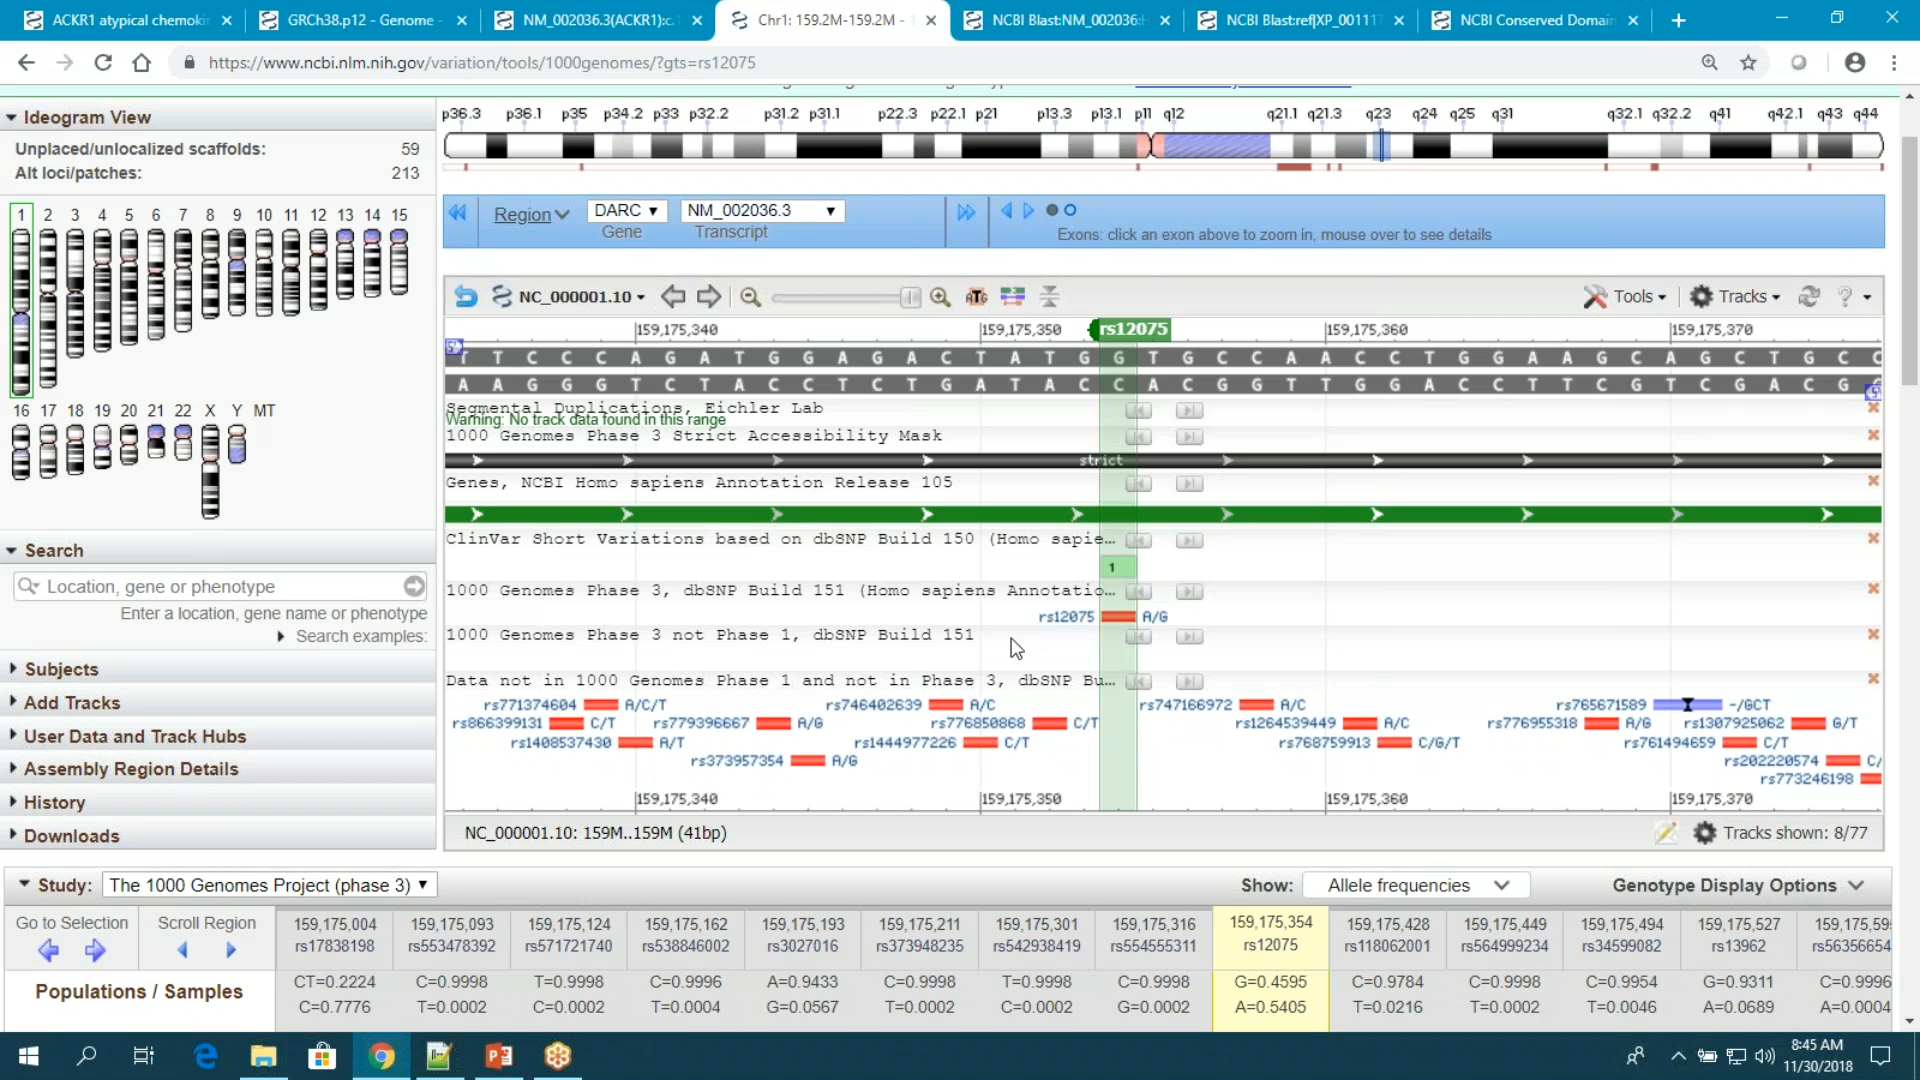 ACKR1 atypical chemoki
GRCh38.p12 - Genome -
NM_002036.3(ACKR1):c.
Chr1: 159.2M-159.2M - 1
NCBI Blast:NM_002036:H
NCBI Blast:ref|XP_001117
NCBI Conserved Domain
https://www.ncbi.nlm.nih.gov/variation/tools/1000genomes/?gts=rs12075
Ideogram View
Unplaced/unlocalized scaffolds: 59
Alt loci/patches: 213
1 2 3 4 5 6 7 8 9 10 11 12 13 14 15
16 17 18 19 20 21 22 X Y MT
Search
Location, gene or phenotype
Enter a location, gene name or phenotype
Search examples:
Subjects
Add Tracks
User Data and Track Hubs
Assembly Region Details
History
Downloads
p36.3 p36.1 p35 p34.2 p33 p32.2 p31.2 p31.1 p22.3 p22.1 p21 p13.3 p13.1 p11 q12 q21.1 q21.3 q23 q24 q25 q31 q32.1 q32.2 q41 q42.1 q43 q44
Region DARC NM_002036.3
Gene Transcript
Exons: click an exon above to zoom in, mouse over to see details
NC_000001.10 Tools Tracks ?
159,175,340 159,175,350 rs12075 159,175,360 159,175,370
5'
T T C C C A G A T G G A G A C T A T G G T G C C A A C C T G G A A G C A G C T G C C
A A G G G T C T A C C T C T G A T A C C A C G G T T G G A C C T T C G T C G A C G G
Segmental Duplications, Eichler Lab
Warning: No track data found in this range
1000 Genomes Phase 3 Strict Accessibility Mask
strict
Genes, NCBI Homo sapiens Annotation Release 105
ClinVar Short Variations based on dbSNP Build 150 (Homo sapie…
1
1000 Genomes Phase 3, dbSNP Build 151 (Homo sapiens Annotatio…
rs12075 A/G
1000 Genomes Phase 3 not Phase 1, dbSNP Build 151
Data not in 1000 Genomes Phase 1 and not in Phase 3, dbSNP Bu…
rs771374604 A/C/T rs746402639 A/C rs747166972 A/C rs765671589 -/GCT
rs866399131 C/T rs779396667 A/G rs776850868 C/T rs1264539449 A/C rs776955318 A/G rs1307925062 G/T
rs1408537430 A/T rs1444977226 C/T rs768759913 C/G/T rs761494659 C/T
rs373957354 A/G rs202220574 C/
rs773246198
159,175,340 159,175,350 159,175,360 159,175,370
NC_000001.10: 159M..159M (41bp) Tracks shown: 8/77
Study: The 1000 Genomes Project (phase 3) Show: Allele frequencies Genotype Display Options
Go to Selection Scroll Region
159,175,004 159,175,093 159,175,124 159,175,162 159,175,193 159,175,211 159,175,301 159,175,316 159,175,354 159,175,428 159,175,449 159,175,494 159,175,527 159,175,59
rs17838198 rs553478392 rs571721740 rs538846002 rs3027016 rs373948235 rs542938419 rs554555311 rs12075 rs118062001 rs564999234 rs34599082 rs13962 rs56356654
Populations / Samples
CT=0.2224 C=0.9998 T=0.9998 C=0.9996 A=0.9433 C=0.9998 T=0.9998 C=0.9998 G=0.4595 C=0.9784 C=0.9998 C=0.9954 G=0.9311 C=0.9996
C=0.7776 T=0.0002 C=0.0002 T=0.0004 G=0.0567 T=0.0002 C=0.0002 G=0.0002 A=0.5405 T=0.0216 T=0.0002 T=0.0046 A=0.0689 A=0.0004
8:45 AM
11/30/2018